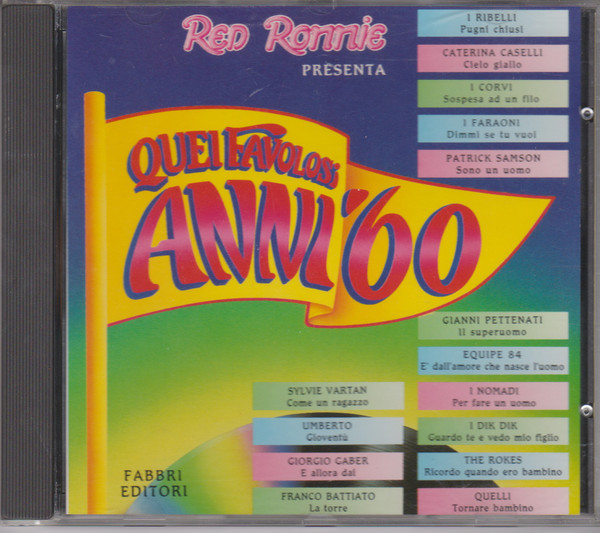 Red Ronnie
PRESENTA
QUEI FAVOLOSI
ANNI '60
I RIBELLI
Pugni chiusi
CATERINA CASELLI
Cielo giallo
I CORVI
Sospesa ad un filo
I FARAONI
Dimmi se tu vuoi
PATRICK SAMSON
Sono un uomo
GIANNI PETTENATI
Il superuomo
EQUIPE 84
E' dall'amore che nasce l'uomo
I NOMADI
Per fare un uomo
I DIK DIK
Guardo te e vedo mio figlio
THE ROKES
Ricordo quando ero bambino
QUELLI
Tornare bambino
SYLVIE VARTAN
Come un ragazzo
UMBERTO
Gioventù
GIORGIO GABER
E allora dai
FRANCO BATTIATO
La torre
FABBRI
EDITORI